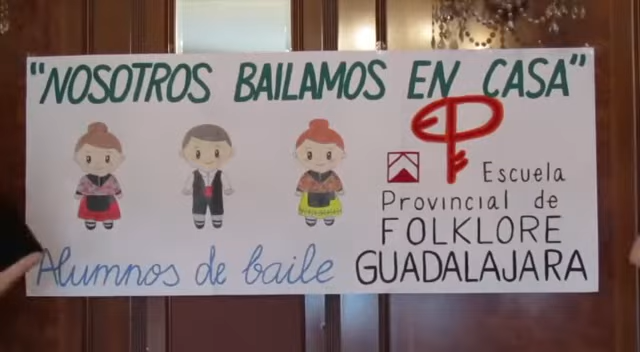 "NOSOTROS BAILAMOS EN CASA"
Escuela
Provincial de
FOLKLORE
GUADALAJARA
Alumnos de baile